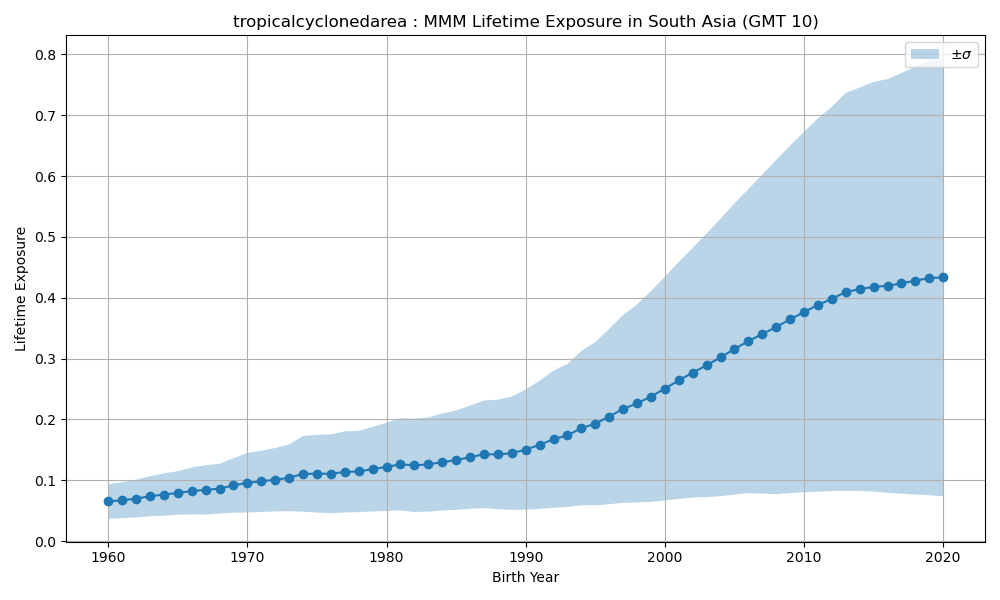 tropicalcyclonedarea : MMM Lifetime Exposure in South Asia (GMT 10)
±σ
0.8
0.7
0.6
0.5
0.4
0.3
0.2
0.1
0.0
Lifetime Exposure
1960 1970 1980 1990 2000 2010 2020
Birth Year